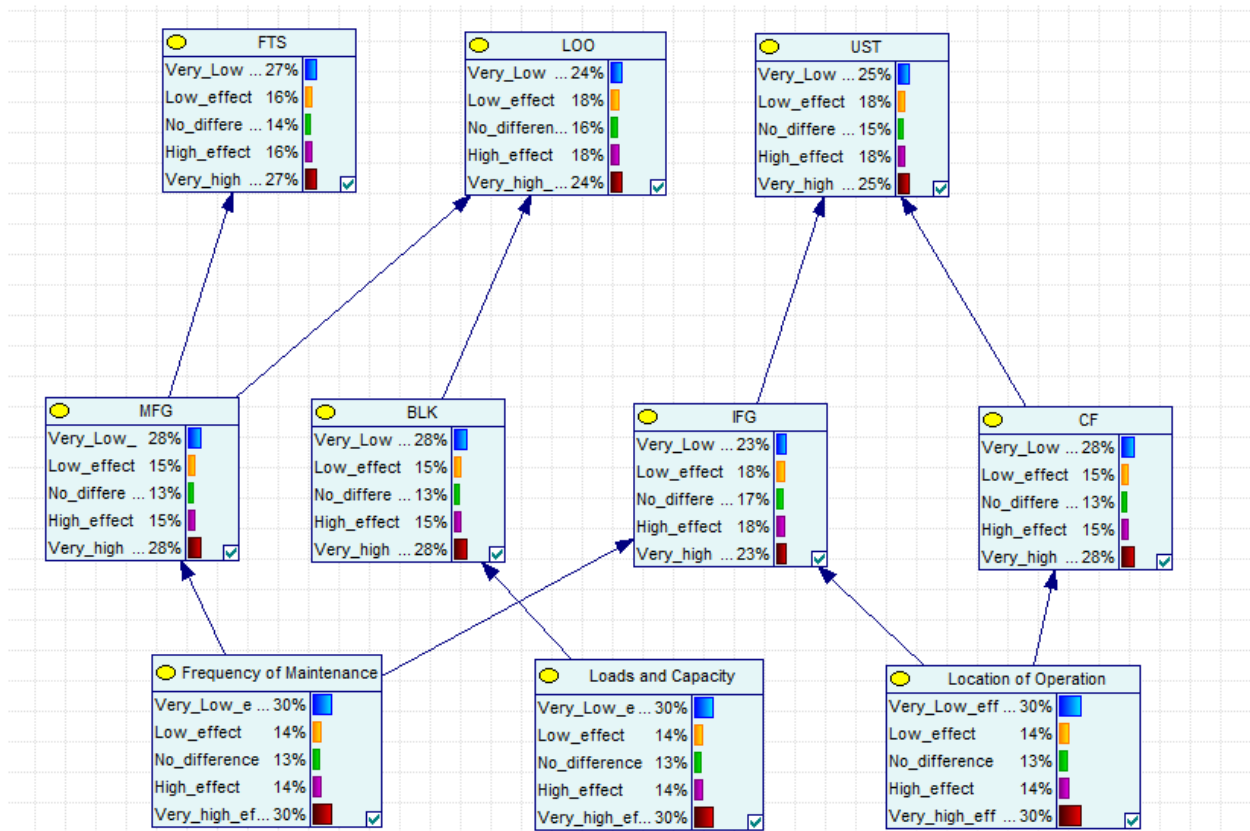 FTS
Very_Low ... 27%
Low_effect 16%
No_differe ... 14%
High_effect 16%
Very_high ... 27%
LOO
Very_Low ... 24%
Low_effect 18%
No_differen... 16%
High_effect 18%
Very_high_... 24%
UST
Very_Low ... 25%
Low_effect 18%
No_differe ... 15%
High_effect 18%
Very_high ... 25%
MFG
Very_Low_ 28%
Low_effect 15%
No_differe ... 13%
High_effect 15%
Very_high ... 28%
BLK
Very_Low ... 28%
Low_effect 15%
No_differe ... 13%
High_effect 15%
Very_high ... 28%
IFG
Very_Low ... 23%
Low_effect 18%
No_differe ... 17%
High_effect 18%
Very_high ... 23%
CF
Very_Low ... 28%
Low_effect 15%
No_differe ... 13%
High_effect 15%
Very_high ... 28%
Frequency of Maintenance
Very_Low_e ... 30%
Low_effect 14%
No_difference 13%
High_effect 14%
Very_high_ef... 30%
Loads and Capacity
Very_Low_e ... 30%
Low_effect 14%
No_difference 13%
High_effect 14%
Very_high_ef... 30%
Location of Operation
Very_Low_eff ... 30%
Low_effect 14%
No_difference 13%
High_effect 14%
Very_high_eff ... 30%